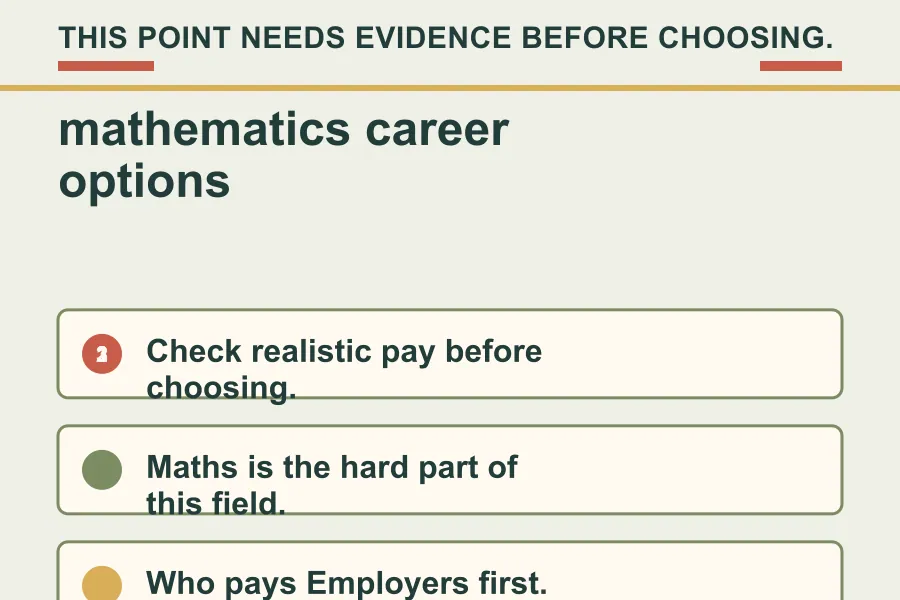 THIS POINT NEEDS EVIDENCE BEFORE CHOOSING.
mathematics career
options
Check realistic pay before
choosing.
Maths is the hard part of
this field.
Who pays Employers first.